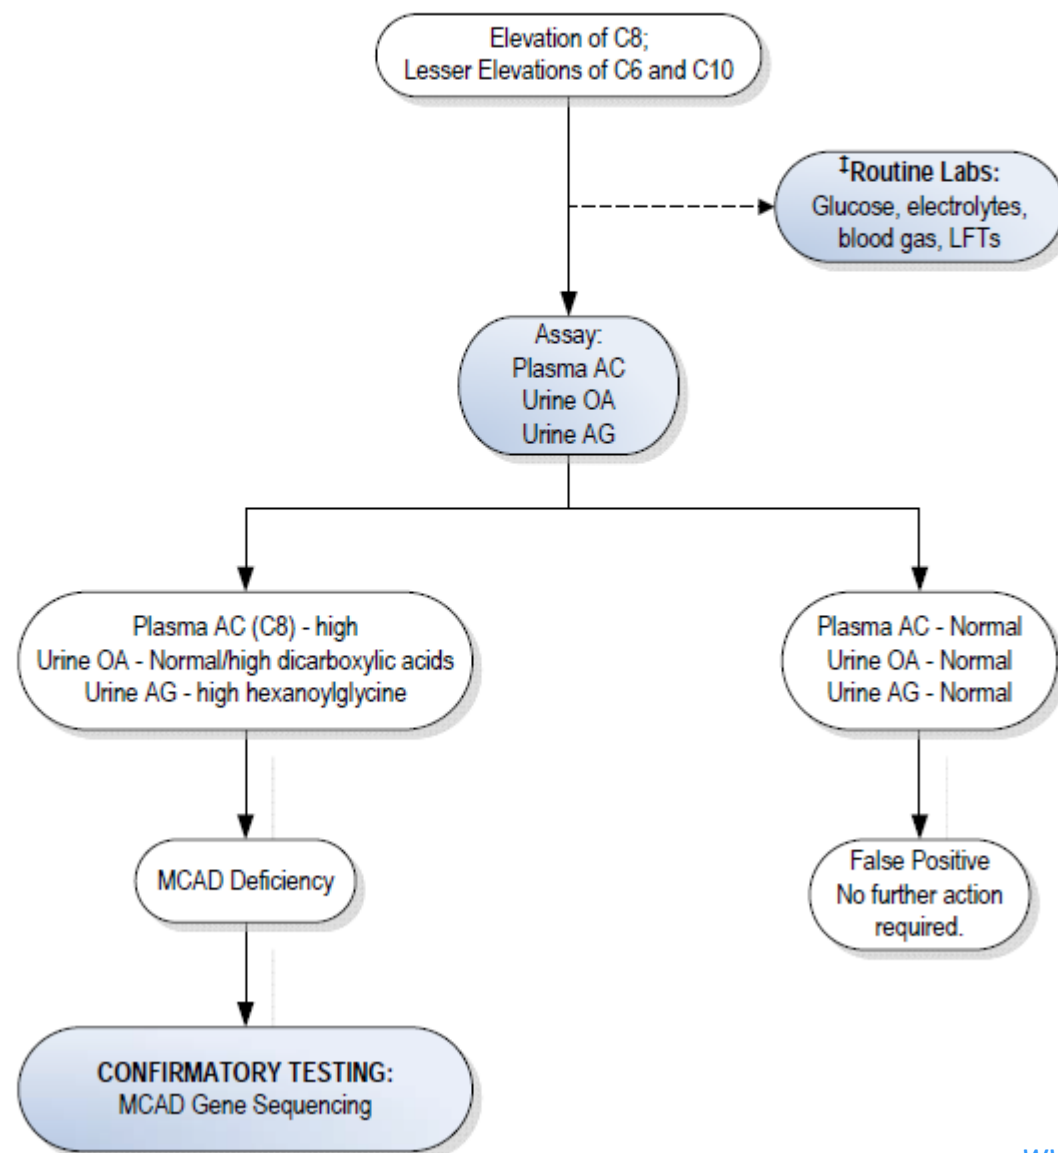 Elevation of C8;
Lesser Elevations of C6 and C10
‡Routine Labs:
Glucose, electrolytes,
blood gas, LFTs
Assay:
Plasma AC
Urine OA
Urine AG
Plasma AC (C8) - high
Urine OA - Normal/high dicarboxylic acids
Urine AG - high hexanoylglycine
Plasma AC - Normal
Urine OA - Normal
Urine AG - Normal
MCAD Deficiency
False Positive
No further action
required.
CONFIRMATORY TESTING:
MCAD Gene Sequencing